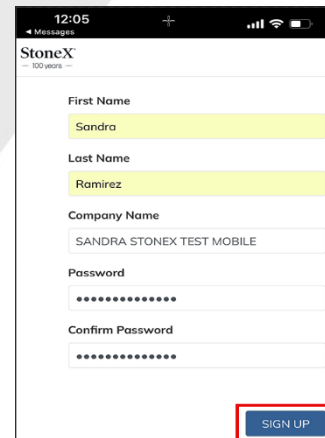 12:05
◄ Messages
StoneX
— 100 years —
First Name
Sandra
Last Name
Ramirez
Company Name
SANDRA STONEX TEST MOBILE
Password
••••••••••••••
Confirm Password
••••••••••••••
SIGN UP